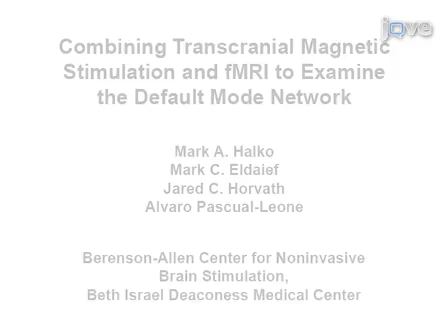 jove
Combining Transcranial Magnetic
Stimulation and fMRI to Examine
the Default Mode Network
Mark A. Halko
Mark C. Eldaief
Jared C. Horvath
Alvaro Pascual-Leone
Berenson-Allen Center for Noninvasive
Brain Stimulation,
Beth Israel Deaconess Medical Center